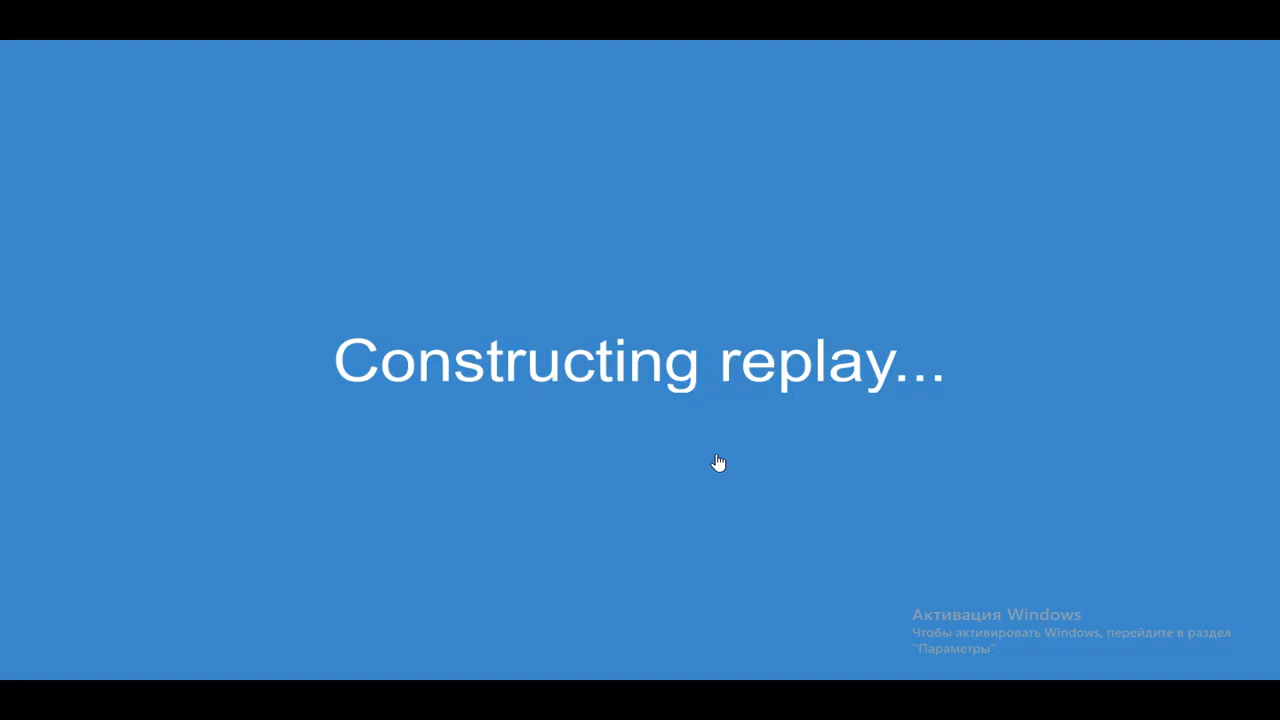 Constructing replay...
Активация Windows
Чтобы активировать Windows, перейдите в раздел
"Параметры".